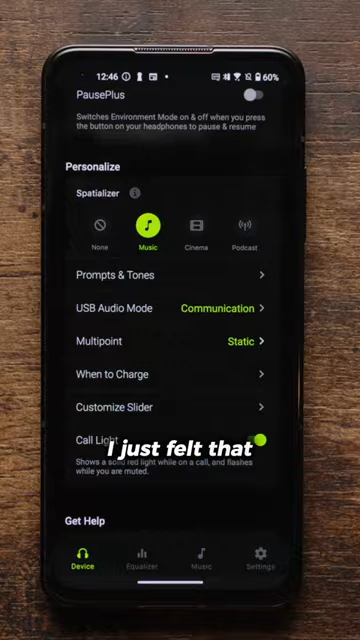 12:46
60%
PausePlus
Switches Environment Mode on & off when you press
the button on your headphones to pause & resume
Personalize
Spatializer
None
Music
Cinema
Podcast
Prompts & Tones
USB Audio Mode
Communication
Multipoint
Static
When to Charge
Customize Slider
Call Light
I just felt that
Shows a solid red light while on a call, and flashes
while you are muted.
Get Help
Device
Equalizer
Music
Settings